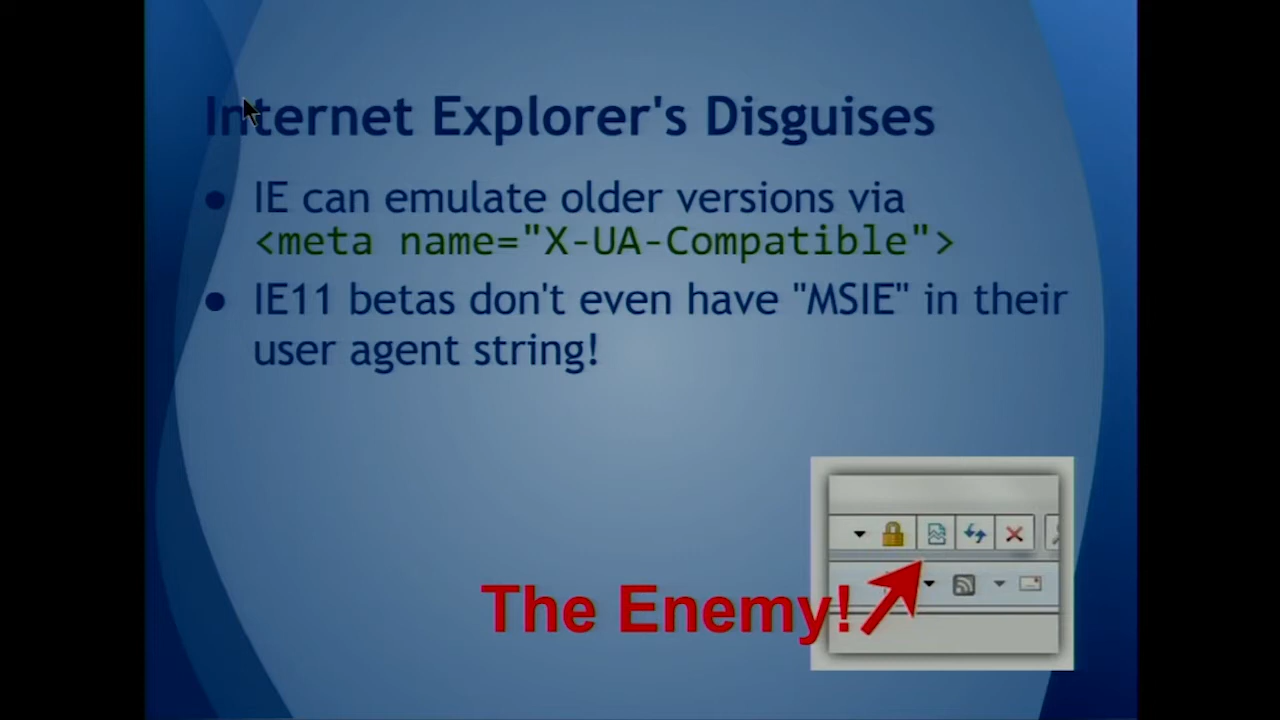 Internet Explorer's Disguises
● IE can emulate older versions via
<meta name="X-UA-Compatible">
● IE11 betas don't even have "MSIE" in their
user agent string!
The Enemy!